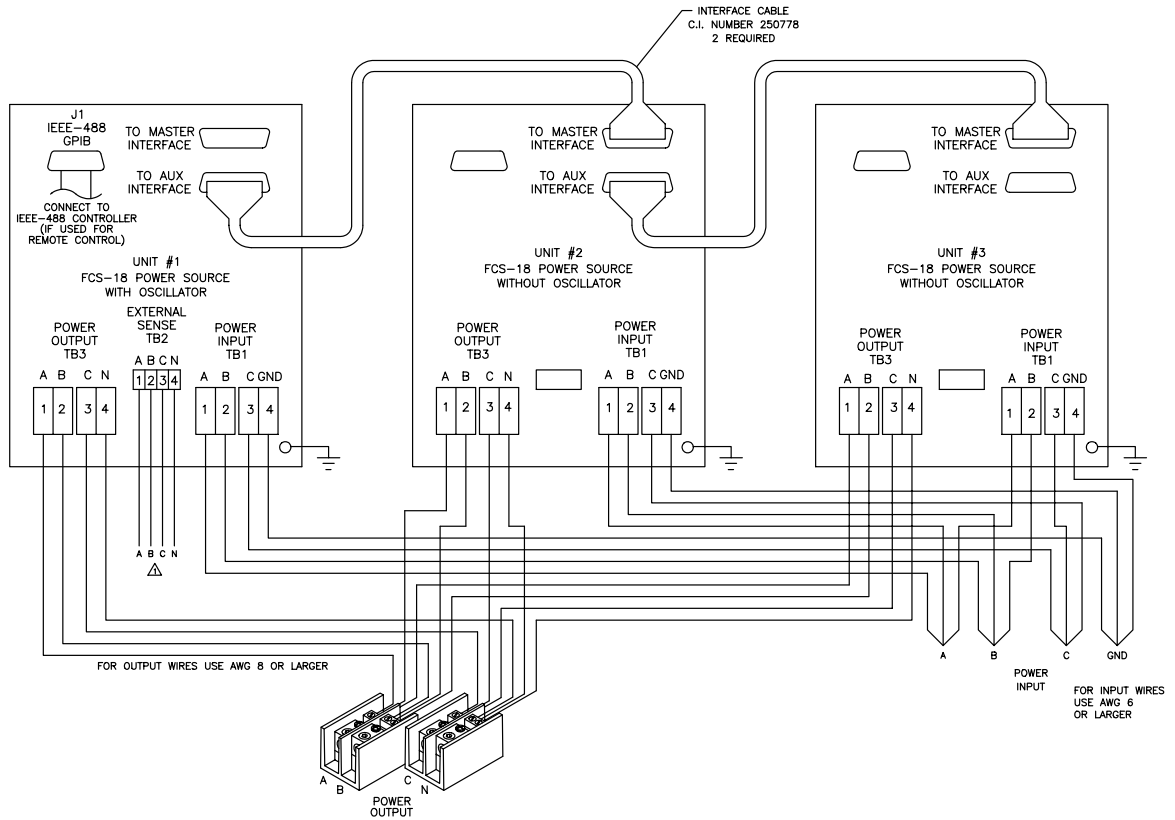 INTERFACE CABLE
C.I. NUMBER 250778
2 REQUIRED
J1
IEEE-488
GPIB
TO MASTER
INTERFACE
TO AUX
INTERFACE
CONNECT TO
IEEE-488 CONTROLLER
(IF USED FOR
REMOTE CONTROL)
UNIT #1
FCS-18 POWER SOURCE
WITH OSCILLATOR
POWER
OUTPUT
TB3
A B C N
1 2 3 4
EXTERNAL
SENSE
TB2
A B C N
1 2 3 4
POWER
INPUT
TB1
A B C GND
1 2 3 4
A B C N
1
TO MASTER
INTERFACE
TO AUX
INTERFACE
UNIT #2
FCS-18 POWER SOURCE
WITHOUT OSCILLATOR
POWER
OUTPUT
TB3
A B C N
1 2 3 4
POWER
INPUT
TB1
A B C GND
1 2 3 4
TO MASTER
INTERFACE
TO AUX
INTERFACE
UNIT #3
FCS-18 POWER SOURCE
WITHOUT OSCILLATOR
POWER
OUTPUT
TB3
A B C N
1 2 3 4
POWER
INPUT
TB1
A B C GND
1 2 3 4
FOR OUTPUT WIRES USE AWG 8 OR LARGER
A B C GND
POWER
INPUT
FOR INPUT WIRES
USE AWG 6
OR LARGER
A B C N
POWER
OUTPUT